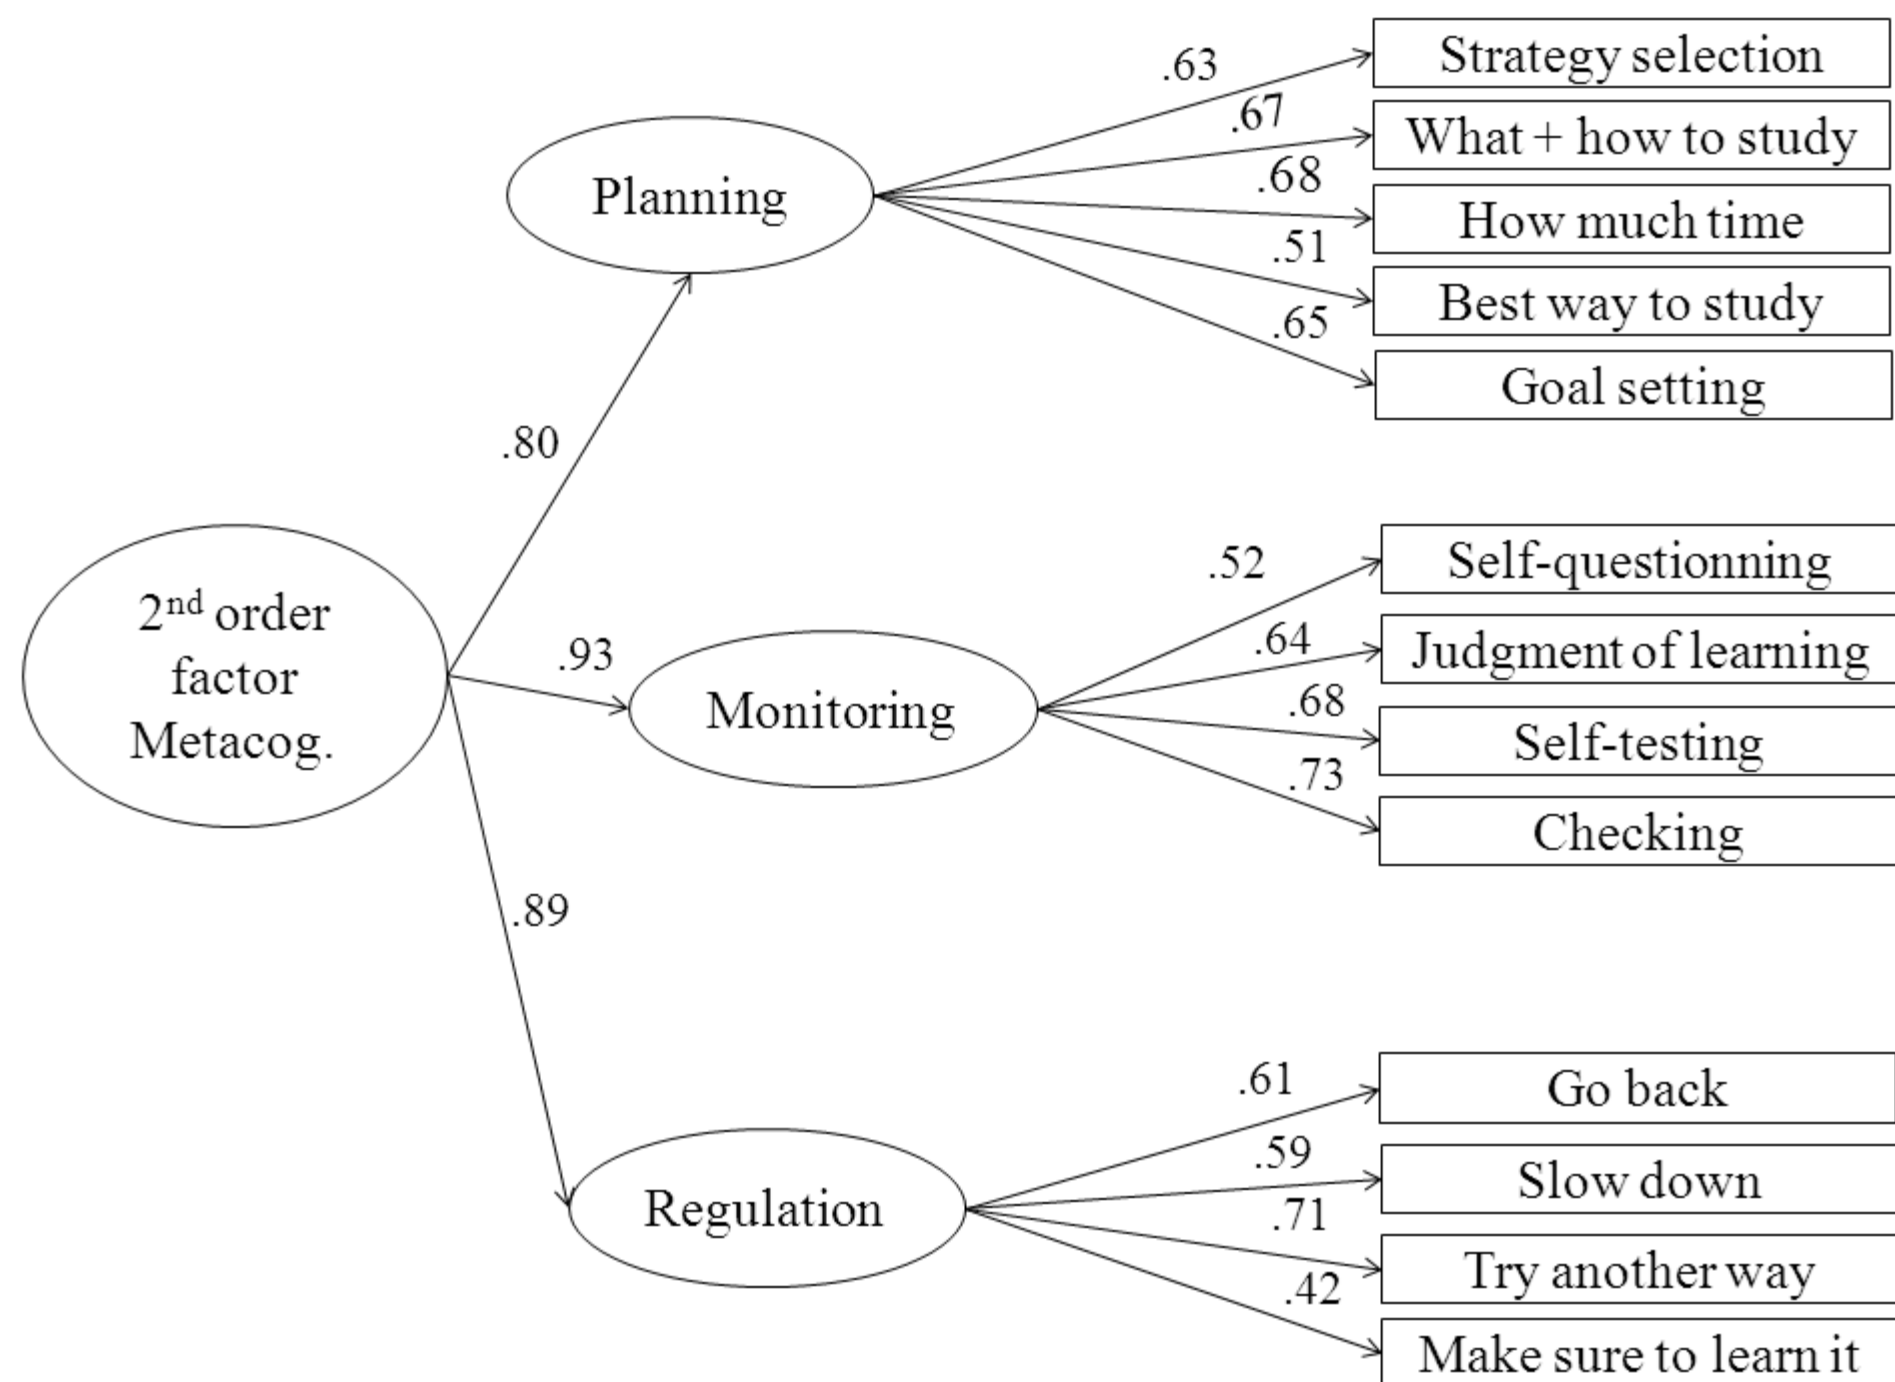 .63
Strategy selection
.67
What + how to study
Planning
.68
How much time
.51
Best way to study
.65
Goal setting
.80
2nd order
factor
Metacog.
.93
Monitoring
.52
Self-questionning
.64
Judgment of learning
.68
Self-testing
.73
Checking
.89
Regulation
.61
Go back
.59
Slow down
.71
Try another way
.42
Make sure to learn it